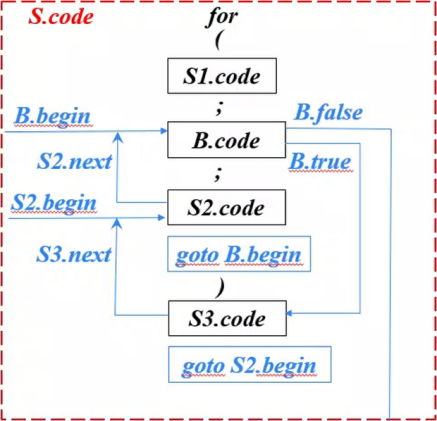 S.code
for
(
S1.code
;
B.begin
B.false
B.code
S2.next
B.true
;
S2.begin
S2.code
S3.next
goto B.begin
)
S3.code
goto S2.begin